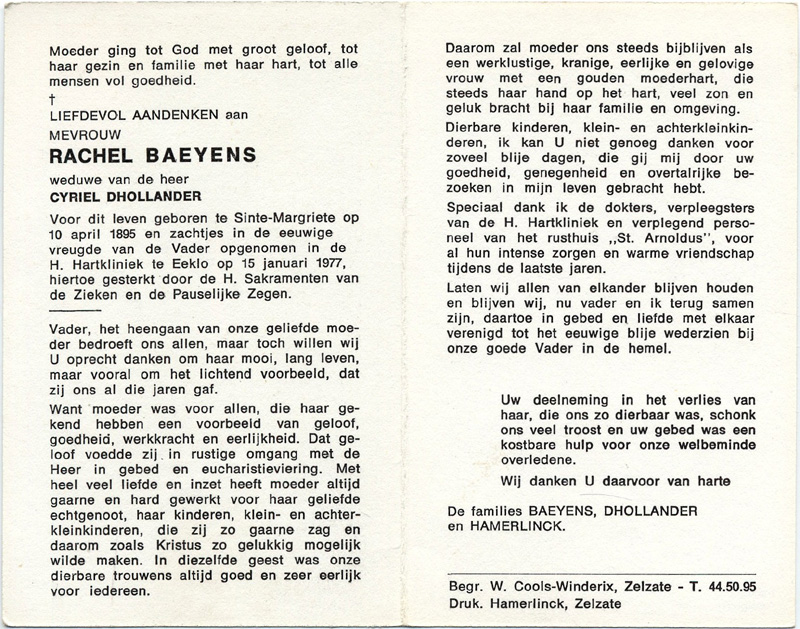 Moeder ging tot God met groot geloof, tot
haar gezin en familie met haar hart, tot alle
mensen vol goedheid.
†
LIEFDEVOL AANDENKEN aan
MEVROUW
RACHEL BAEYENS
weduwe van de heer
CYRIEL DHOLLANDER
Voor dit leven geboren te Sinte-Margriete op
10 april 1895 en zachtjes in de eeuwige
vreugde van de Vader opgenomen in de
H. Hartkliniek te Eeklo op 15 januari 1977,
hiertoe gesterkt door de H. Sakramenten van
de Zieken en de Pauselijke Zegen.
Vader, het heengaan van onze geliefde moe-
der bedroeft ons allen, maar toch willen wij
U oprecht danken om haar mooi, lang leven,
maar vooral om het lichtend voorbeeld, dat
zij ons al die jaren gaf.
Want moeder was voor allen, die haar ge-
kend hebben een voorbeeld van geloof,
goedheid, werkkracht en eerlijkheid. Dat ge-
loof voedde zij in rustige omgang met de
Heer in gebed en eucharistieviering. Met
heel veel liefde en inzet heeft moeder altijd
gaarne en hard gewerkt voor haar geliefde
echtgenoot, haar kinderen, klein- en achter-
kleinkinderen, die zij zo gaarne zag en
daarom zoals Kristus zo gelukkig mogelijk
wilde maken. In diezelfde geest was onze
dierbare trouwens altijd goed en zeer eerlijk
voor iedereen.
Daarom zal moeder ons steeds bijblijven als
een werklustige, kranige, eerlijke en gelovige
vrouw met een gouden moederhart, die
steeds haar hand op het hart, veel zon en
geluk bracht bij haar familie en omgeving.
Dierbare kinderen, klein- en achterkleinkin-
deren, ik kan U niet genoeg danken voor
zoveel blije dagen, die gij mij door uw
goedheid, genegenheid en overtalrijke be-
zoeken in mijn leven gebracht hebt.
Speciaal dank ik de dokters, verpleegsters
van de H. Hartkliniek en verplegend perso-
neel van het rusthuis ,,St. Arnoldus", voor
al hun intense zorgen en warme vriendschap
tijdens de laatste jaren.
Laten wij allen van elkander blijven houden
en blijven wij, nu vader en ik terug samen
zijn, daartoe in gebed en liefde met elkaar
verenigd tot het eeuwige blije wederzien bij
onze goede Vader in de hemel.
Uw deelneming in het verlies van
haar, die ons zo dierbaar was, schonk
ons veel troost en uw gebed was een
kostbare hulp voor onze welbeminde
overledene.
Wij danken U daarvoor van harte
De families BAEYENS, DHOLLANDER
en HAMERLINCK.
Begr. W. Cools-Winderix, Zelzate - T. 44.50.95
Druk. Hamerlinck, Zelzate